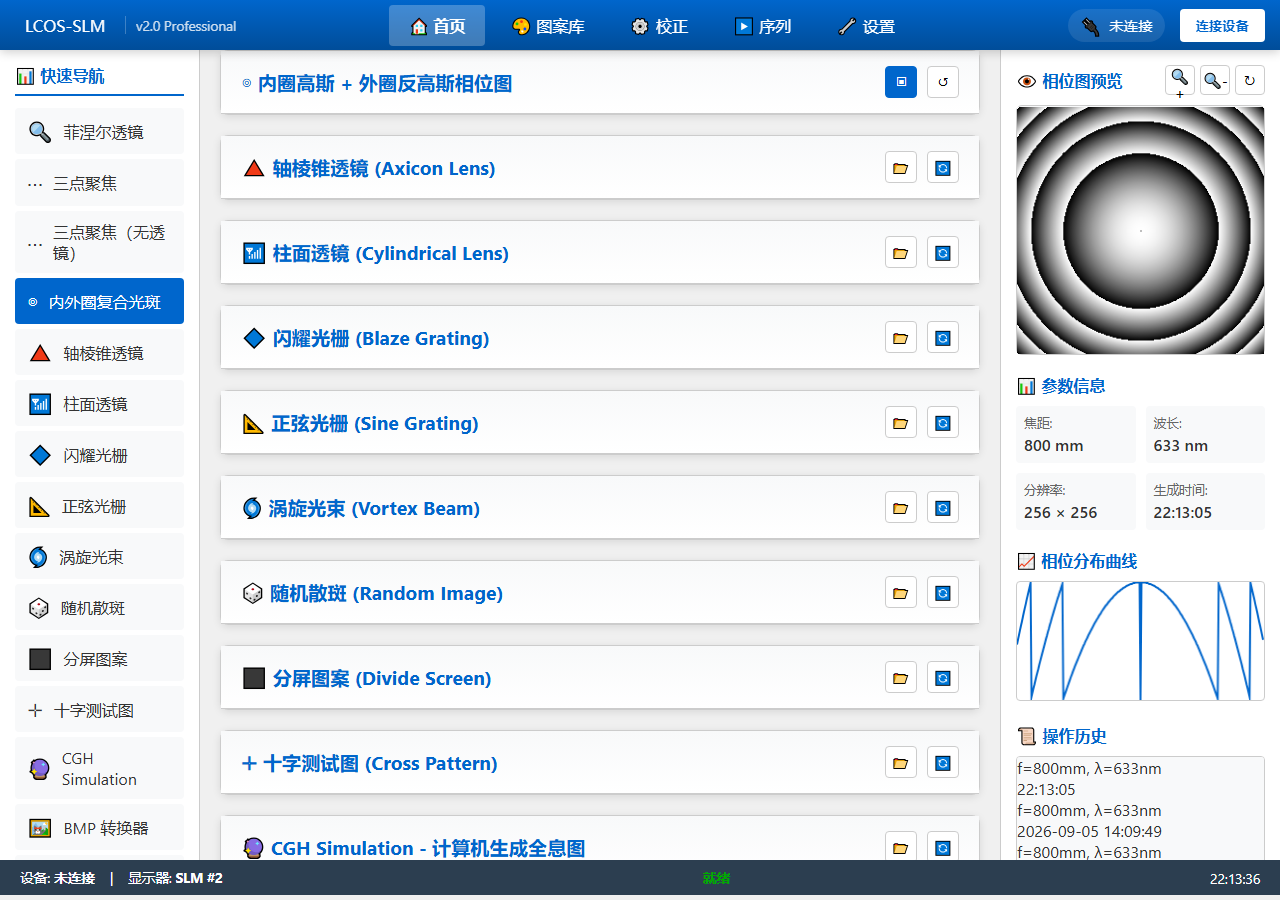 LCOS-SLM
v2.0 Professional
首页
图案库
校正
序列
设置
未连接
连接设备
快速导航
菲涅尔透镜
三点聚焦
三点聚焦（无透
镜）
内外圈复合光斑
轴棱锥透镜
柱面透镜
闪耀光栅
正弦光栅
涡旋光束
随机散斑
分屏图案
十字测试图
CGH
Simulation
BMP 转换器
内圈高斯 + 外圈反高斯相位图
轴棱锥透镜 (Axicon Lens)
柱面透镜 (Cylindrical Lens)
闪耀光栅 (Blaze Grating)
正弦光栅 (Sine Grating)
涡旋光束 (Vortex Beam)
随机散斑 (Random Image)
分屏图案 (Divide Screen)
十字测试图 (Cross Pattern)
CGH Simulation - 计算机生成全息图
相位图预览
+
-
参数信息
焦距:
800 mm
波长:
633 nm
分辨率:
256 × 256
生成时间:
22:13:05
相位分布曲线
操作历史
f=800mm, λ=633nm
22:13:05
f=800mm, λ=633nm
2026-09-05 14:09:49
f=800mm, λ=633nm
设备: 未连接 | 显示器: SLM #2
就绪
22:13:36